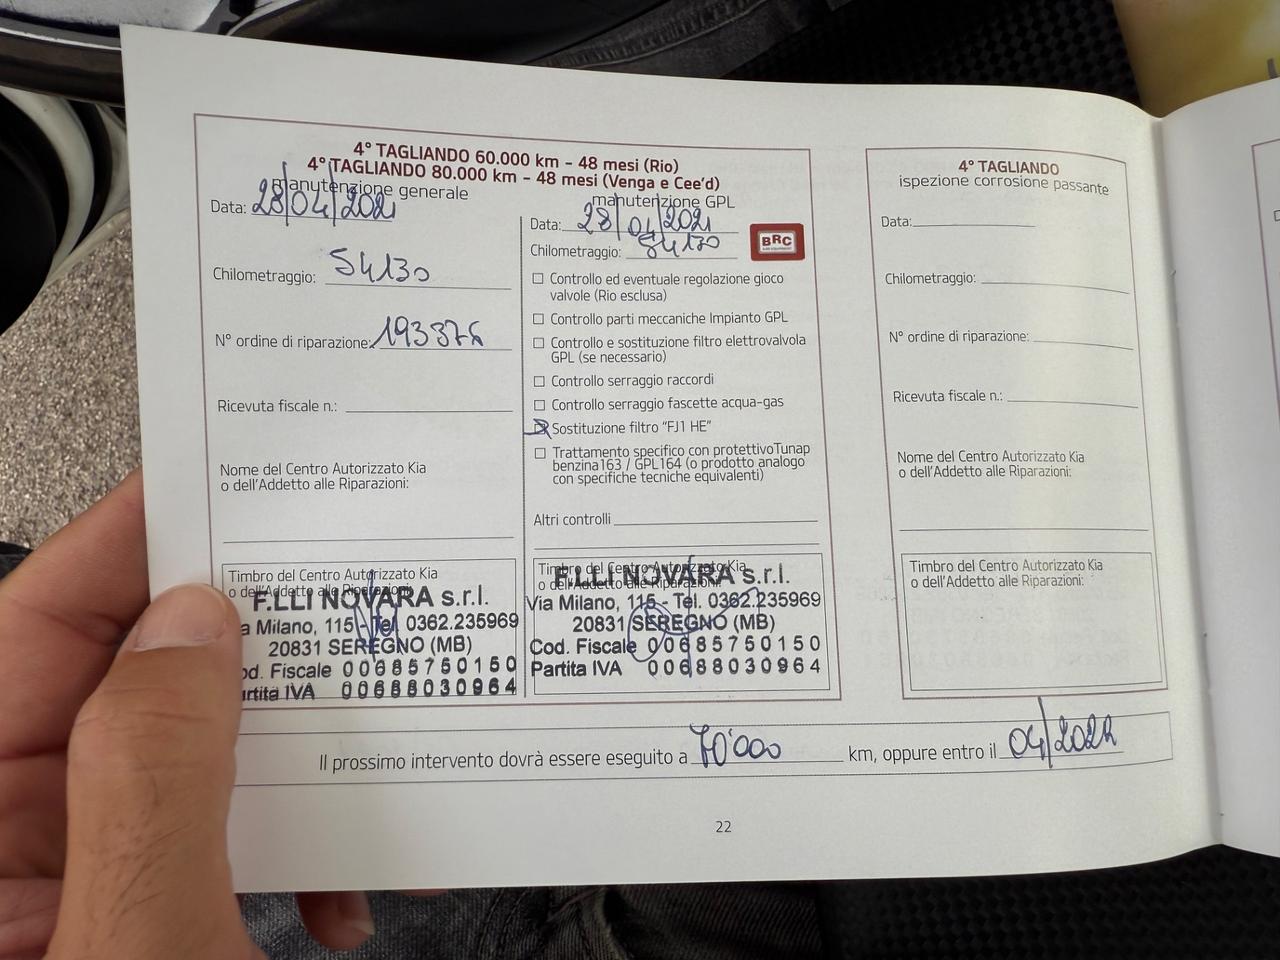 4° TAGLIANDO 60.000 km - 48 mesi (Rio)
4° TAGLIANDO 80.000 km - 48 mesi (Venga e Cee'd)
manutenzione generale
Data: 28/04/2021
Chilometraggio: 54130
N° ordine di riparazione:
Ricevuta fiscale n.:
Nome del Centro Autorizzato Kia
o dell'Addetto alle Riparazioni:
Timbro del Centro Autorizzato Kia
o dell'Addetto alle Riparazioni:
F.LLI NOVARA s.r.l.
a Milano, 115 - Tel. 0362.235969
20831 SEREGNO (MB)
od. Fiscale 00685750150
artita IVA 00688030964
manutenzione GPL
Data: 28/04/2021
Chilometraggio: 54130
BRC
☐ Controllo ed eventuale regolazione gioco
valvole (Rio esclusa)
☐ Controllo parti meccaniche Impianto GPL
☐ Controllo e sostituzione filtro elettrovalvola
GPL (se necessario)
☐ Controllo serraggio raccordi
☐ Controllo serraggio fascette acqua-gas
☒ Sostituzione filtro "FJ1 HE"
☐ Trattamento specifico con protettivo Tunap
benzina163 / GPL164 (o prodotto analogo
con specifiche tecniche equivalenti)
Altri controlli
Timbro del Centro Autorizzato Kia
o dell'Addetto alle Riparazioni:
F.LLI NOVARA s.r.l.
Via Milano, 115 - Tel. 0362.235969
20831 SEREGNO (MB)
Cod. Fiscale 00685750150
Partita IVA 00688030964
4° TAGLIANDO
ispezione corrosione passante
Data:
Chilometraggio:
N° ordine di riparazione:
Ricevuta fiscale n.:
Nome del Centro Autorizzato Kia
o dell'Addetto alle Riparazioni:
Timbro del Centro Autorizzato Kia
o dell'Addetto alle Riparazioni:
Il prossimo intervento dovrà essere eseguito a 70'000 km, oppure entro il 04/2022
22